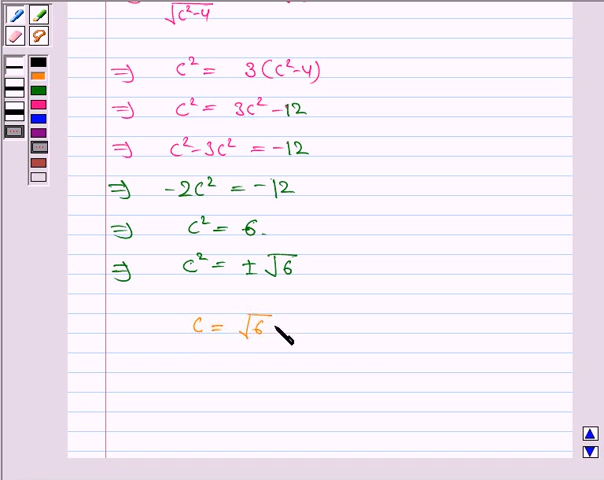 √c²-4
⇒ c² = 3(c²-4)
⇒ c² = 3c²-12
⇒ c²-3c² = -12
⇒ -2c² = -12
⇒ c² = 6.
⇒ c² = ± √6
c = √6